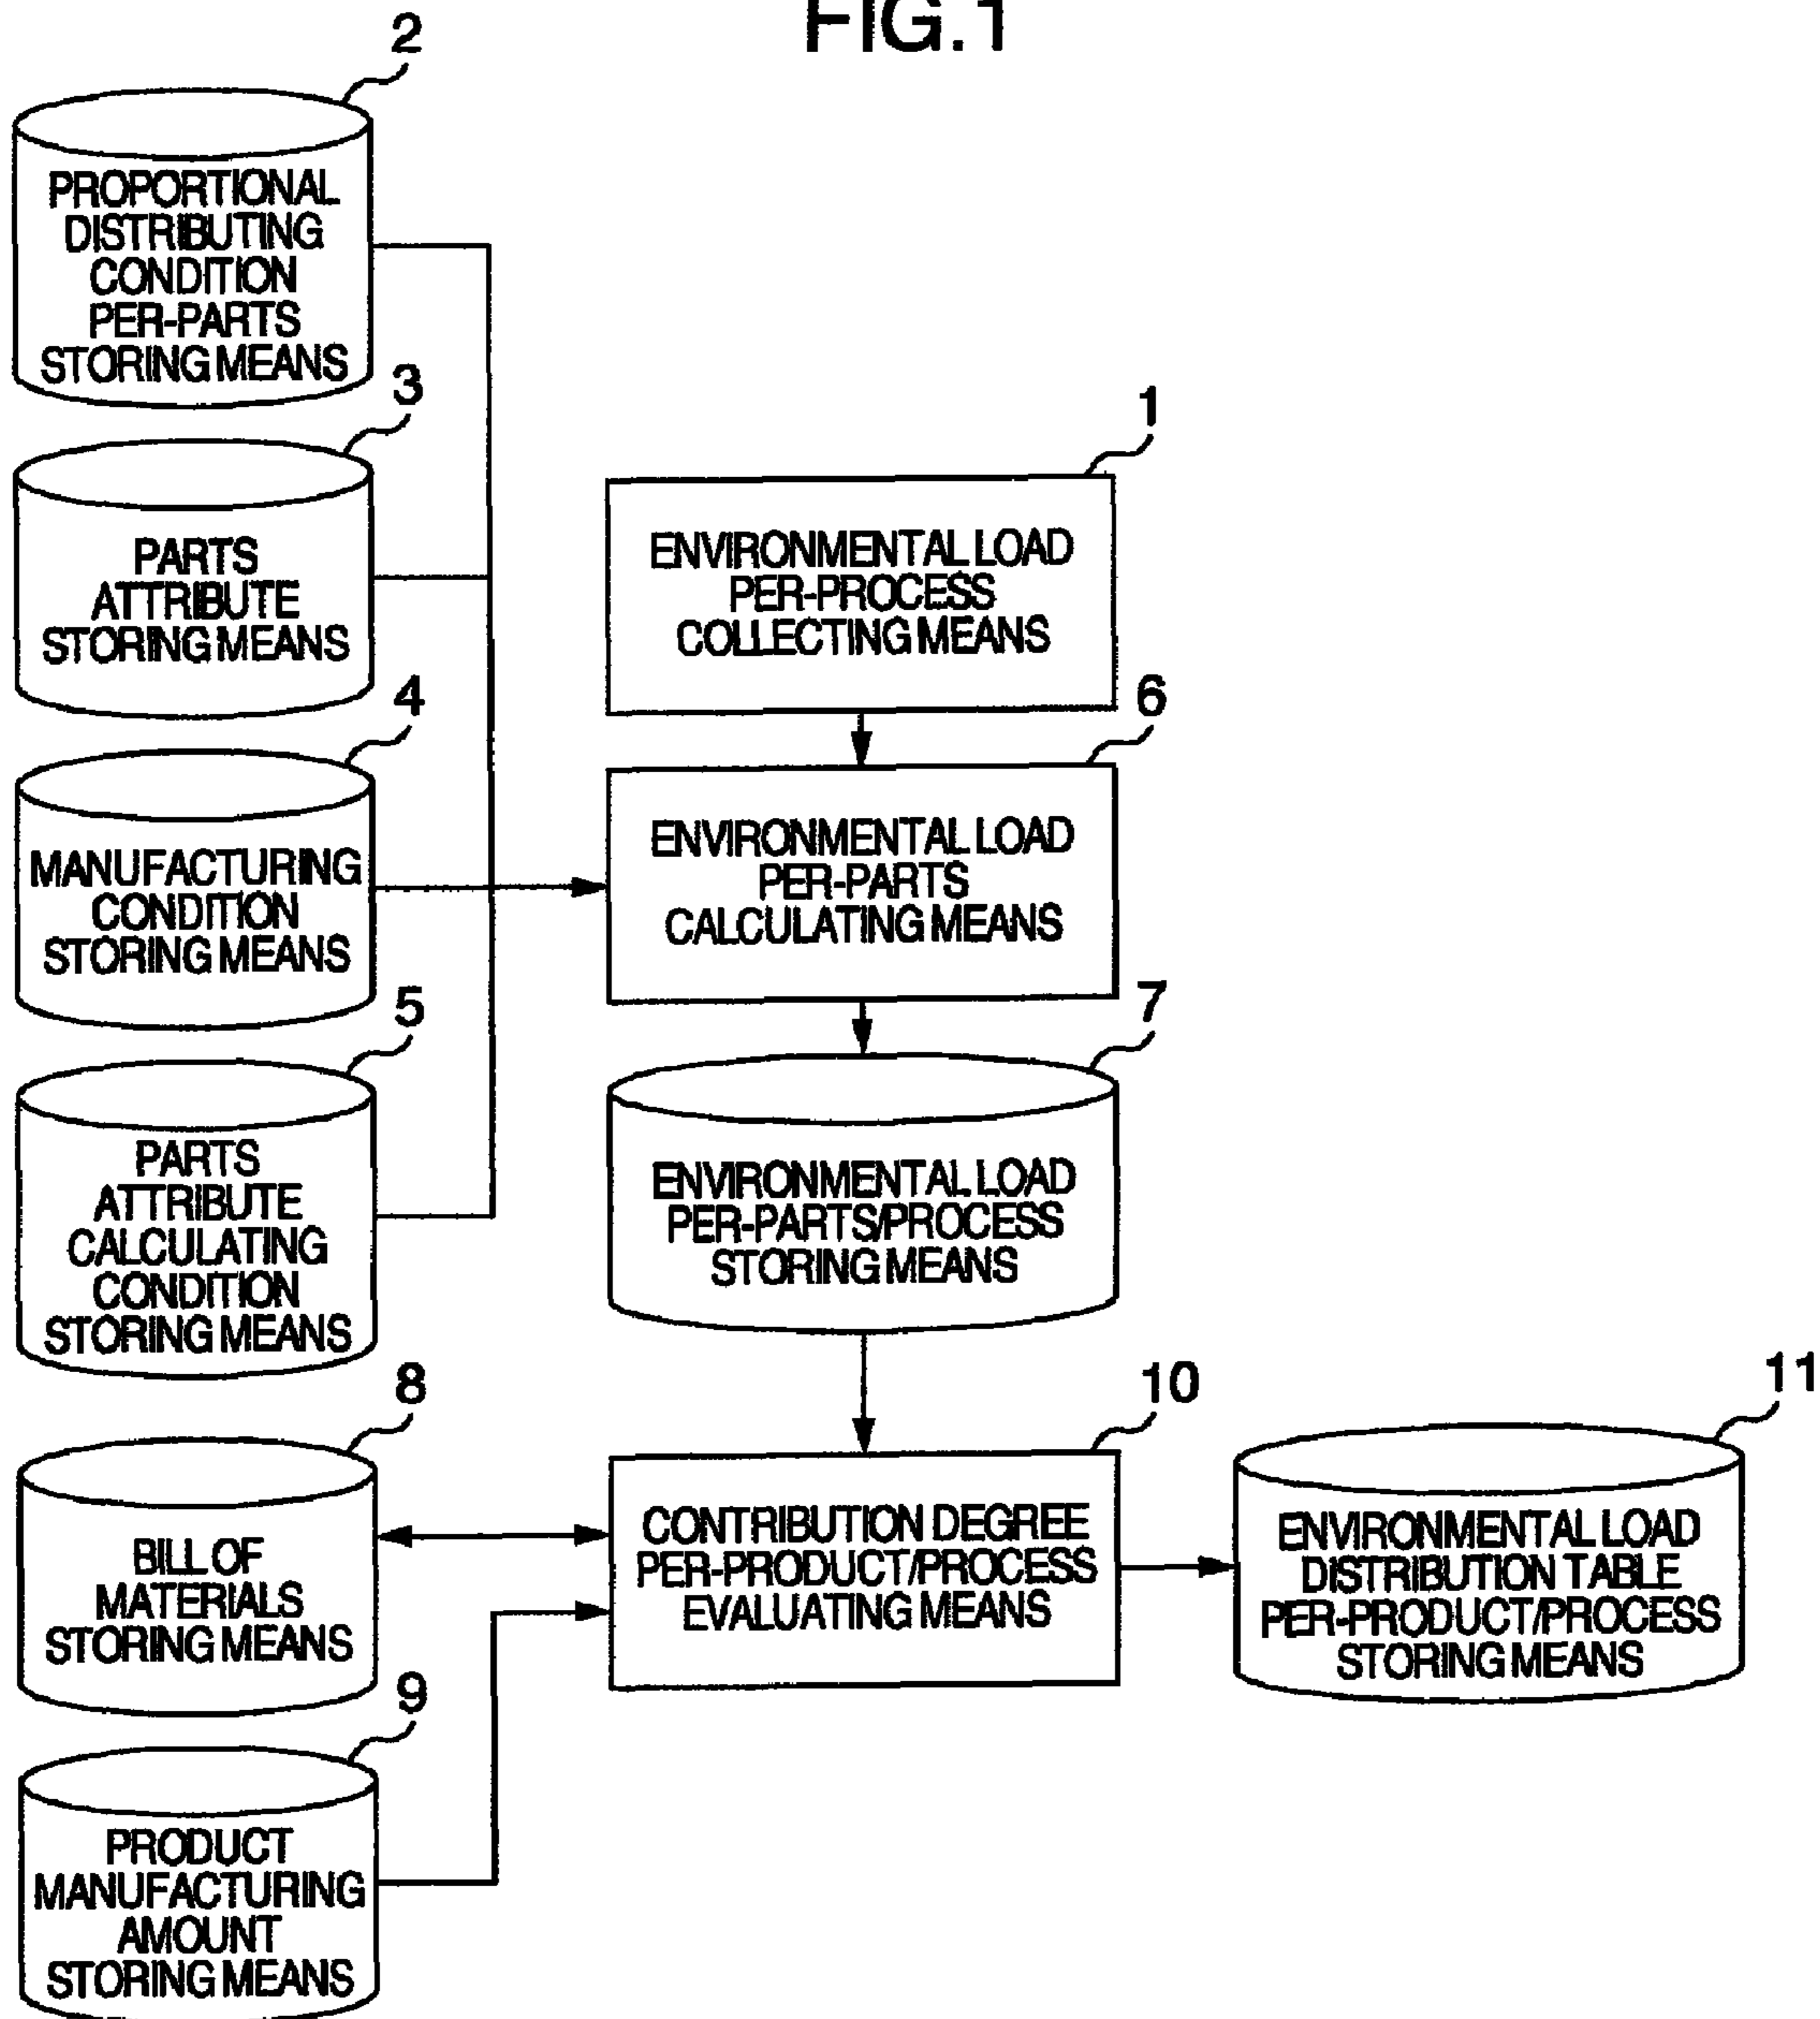 FIG.1
2
PROPORTIONAL
DISTRIBUTING
CONDITION
PER-PARTS
STORING MEANS
3
PARTS
ATTRIBUTE
STORING MEANS
4
MANUFACTURING
CONDITION
STORING MEANS
5
PARTS
ATTRIBUTE
CALCULATING
CONDITION
STORING MEANS
1
ENVIRONMENTAL LOAD
PER-PROCESS
COLLECTING MEANS
6
ENVIRONMENTAL LOAD
PER-PARTS
CALCULATING MEANS
7
ENVIRONMENTAL LOAD
PER-PARTS/PROCESS
STORING MEANS
8
BILL OF
MATERIALS
STORING MEANS
9
PRODUCT
MANUFACTURING
AMOUNT
STORING MEANS
10
CONTRIBUTION DEGREE
PER-PRODUCT/PROCESS
EVALUATING MEANS
11
ENVIRONMENTAL LOAD
DISTRIBUTION TABLE
PER-PRODUCT/PROCESS
STORING MEANS